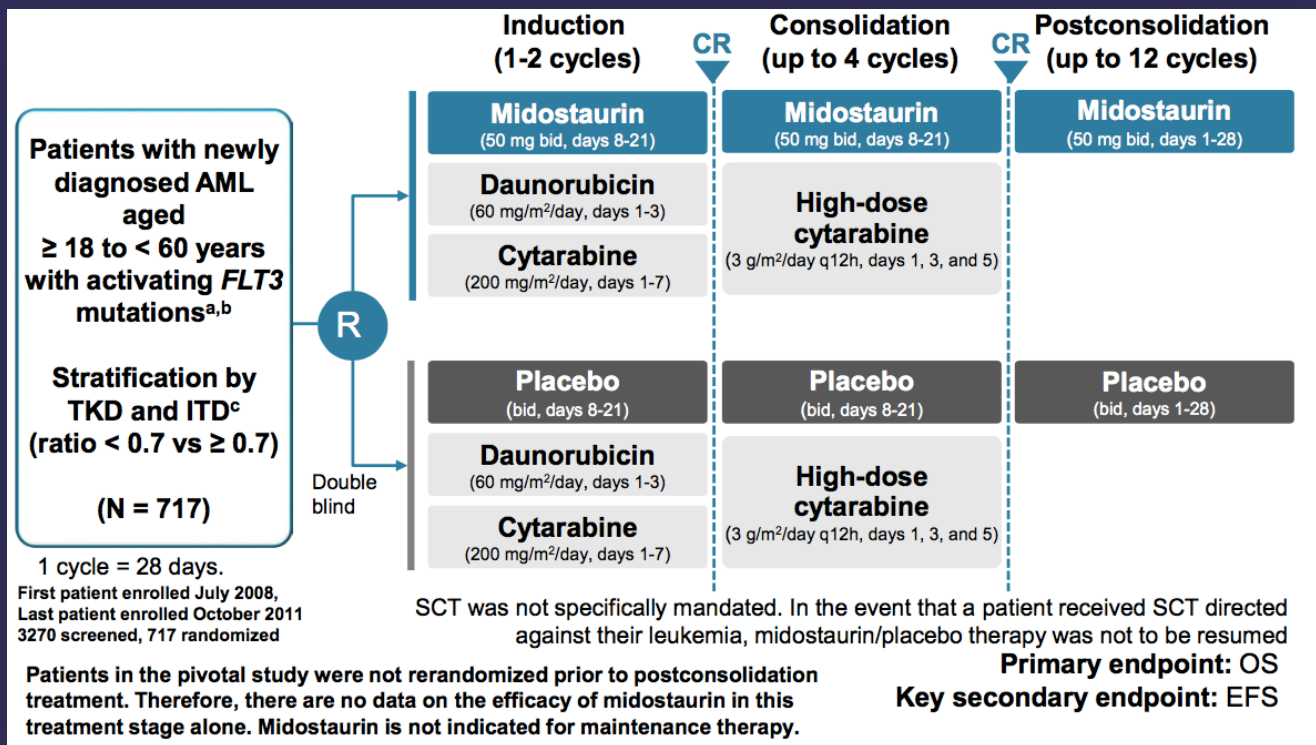 Induction
(1-2 cycles)
CR
Consolidation
(up to 4 cycles)
CR
Postconsolidation
(up to 12 cycles)
Patients with newly
diagnosed AML
aged
≥ 18 to < 60 years
with activating FLT3
mutationsᵃ,ᵇ
Stratification by
TKD and ITDᶜ
(ratio < 0.7 vs ≥ 0.7)
(N = 717)
R
Double
blind
Midostaurin
(50 mg bid, days 8-21)
Daunorubicin
(60 mg/m²/day, days 1-3)
Cytarabine
(200 mg/m²/day, days 1-7)
Midostaurin
(50 mg bid, days 8-21)
High-dose
cytarabine
(3 g/m²/day q12h, days 1, 3, and 5)
Midostaurin
(50 mg bid, days 1-28)
Placebo
(bid, days 8-21)
Daunorubicin
(60 mg/m²/day, days 1-3)
Cytarabine
(200 mg/m²/day, days 1-7)
Placebo
(bid, days 8-21)
High-dose
cytarabine
(3 g/m²/day q12h, days 1, 3, and 5)
Placebo
(bid, days 1-28)
1 cycle = 28 days.
First patient enrolled July 2008,
Last patient enrolled October 2011
3270 screened, 717 randomized
SCT was not specifically mandated. In the event that a patient received SCT directed
against their leukemia, midostaurin/placebo therapy was not to be resumed
Patients in the pivotal study were not rerandomized prior to postconsolidation
treatment. Therefore, there are no data on the efficacy of midostaurin in this
treatment stage alone. Midostaurin is not indicated for maintenance therapy.
Primary endpoint: OS
Key secondary endpoint: EFS